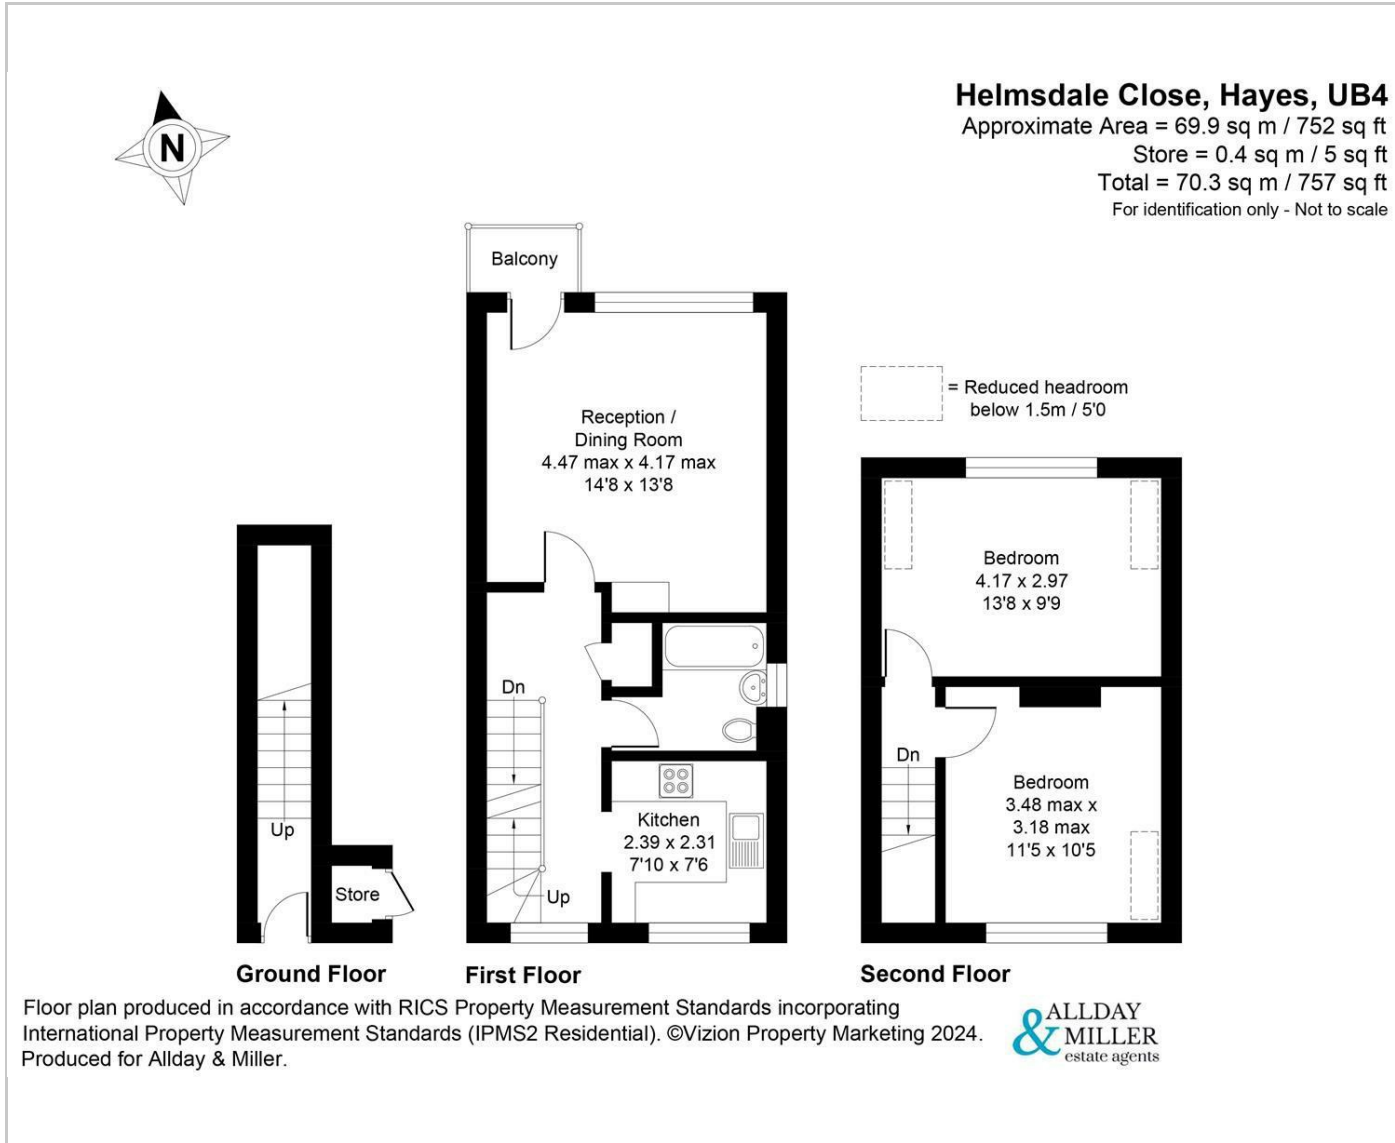 Helmsdale Close, Hayes, UB4
Approximate Area = 69.9 sq m / 752 sq ft
Store = 0.4 sq m / 5 sq ft
Total = 70.3 sq m / 757 sq ft
For identification only - Not to scale
N
Balcony
= Reduced headroom
below 1.5m / 5'0
Reception /
Dining Room
4.47 max x 4.17 max
14'8 x 13'8
Bedroom
4.17 x 2.97
13'8 x 9'9
Dn
Dn
Bedroom
3.48 max x
3.18 max
11'5 x 10'5
Kitchen
2.39 x 2.31
7'10 x 7'6
Up
Store
Up
Ground Floor
First Floor
Second Floor
Floor plan produced in accordance with RICS Property Measurement Standards incorporating
International Property Measurement Standards (IPMS2 Residential). ©Vizion Property Marketing 2024.
Produced for Allday & Miller.
ALLDAY
& MILLER
estate agents